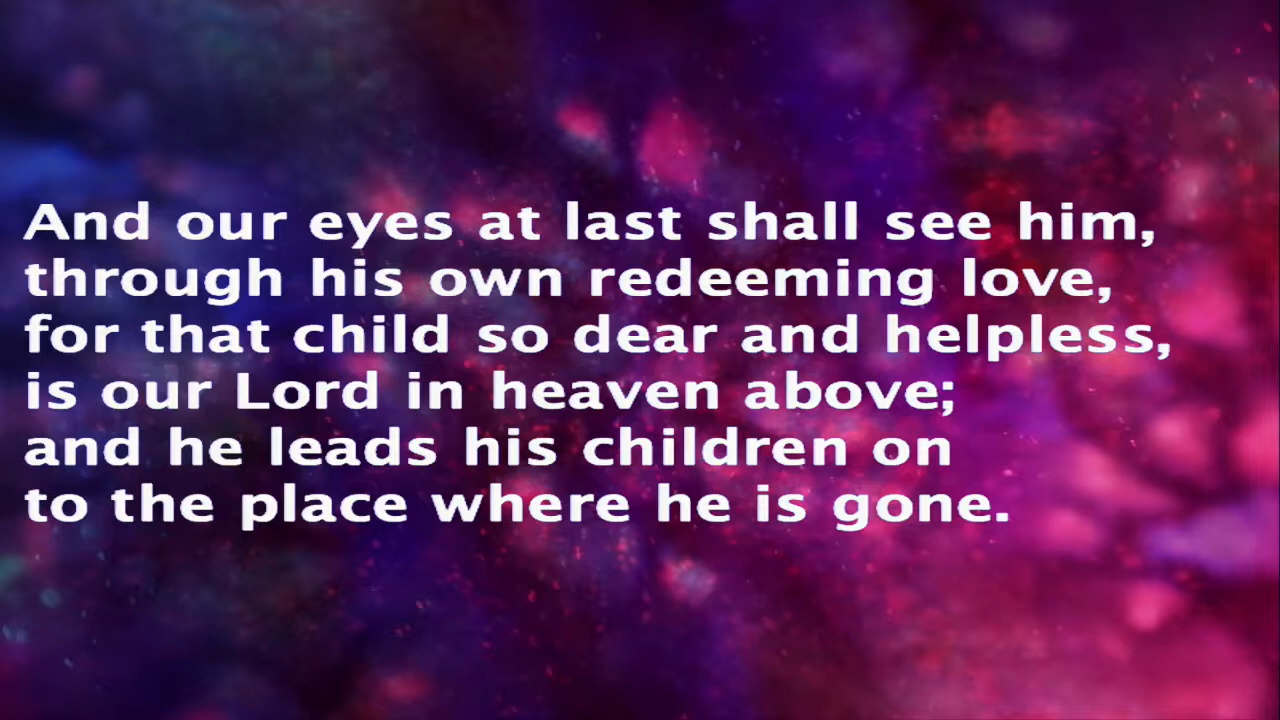 And our eyes at last shall see him,
through his own redeeming love,
for that child so dear and helpless,
is our Lord in heaven above;
and he leads his children on
to the place where he is gone.